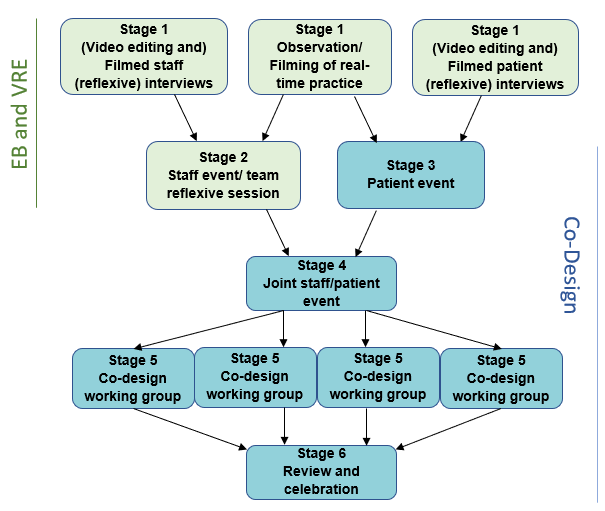 EB and VRE
Stage 1
(Video editing and)
Filmed staff
(reflexive) interviews
Stage 1
Observation/
Filming of real-
time practice
Stage 1
(Video editing and)
Filmed patient
(reflexive) interviews
Stage 2
Staff event/ team
reflexive session
Stage 3
Patient event
Co-Design
Stage 4
Joint staff/patient
event
Stage 5
Co-design
working group
Stage 5
Co-design
working group
Stage 5
Co-design
working group
Stage 5
Co-design
working group
Stage 6
Review and
celebration